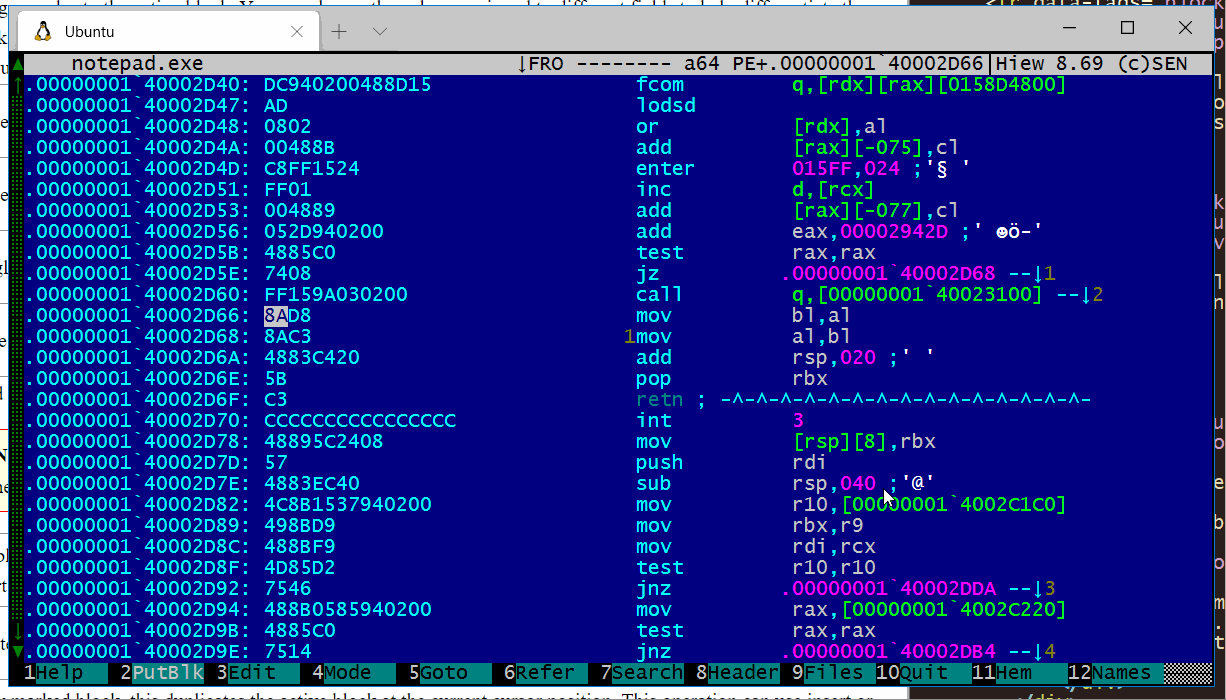 Ubuntu
notepad.exe ↓FRO -------- a64 PE+.00000001`40002D66|Hiew 8.69 (c)SEN
.00000001`40002D40: DC940200488D15 fcom q,[rdx][rax][0158D4800]
.00000001`40002D47: AD lodsd
.00000001`40002D48: 0802 or [rdx],al
.00000001`40002D4A: 00488B add [rax][-075],cl
.00000001`40002D4D: C8FF1524 enter 015FF,024 ;'§ '
.00000001`40002D51: FF01 inc d,[rcx]
.00000001`40002D53: 004889 add [rax][-077],cl
.00000001`40002D56: 052D940200 add eax,00002942D ;' ☻ö-'
.00000001`40002D5B: 4885C0 test rax,rax
.00000001`40002D5E: 7408 jz .00000001`40002D68 --↓1
.00000001`40002D60: FF159A030200 call q,[00000001`40023100] --↓2
.00000001`40002D66: 8AD8 mov bl,al
.00000001`40002D68: 8AC3 1mov al,bl
.00000001`40002D6A: 4883C420 add rsp,020 ;' '
.00000001`40002D6E: 5B pop rbx
.00000001`40002D6F: C3 retn ; -^-^-^-^-^-^-^-^-^-^-^-^-^-^-^-
.00000001`40002D70: CCCCCCCCCCCCCCCC int 3
.00000001`40002D78: 48895C2408 mov [rsp][8],rbx
.00000001`40002D7D: 57 push rdi
.00000001`40002D7E: 4883EC40 sub rsp,040 ;'@'
.00000001`40002D82: 4C8B1537940200 mov r10,[00000001`4002C1C0]
.00000001`40002D89: 498BD9 mov rbx,r9
.00000001`40002D8C: 488BF9 mov rdi,rcx
.00000001`40002D8F: 4D85D2 test r10,r10
.00000001`40002D92: 7546 jnz .00000001`40002DDA --↓3
.00000001`40002D94: 488B0585940200 mov rax,[00000001`4002C220]
.00000001`40002D9B: 4885C0 test rax,rax
.00000001`40002D9E: 7514 jnz .00000001`40002DB4 --↓4
1Help 2PutBlk 3Edit 4Mode 5Goto 6Refer 7Search 8Header 9Files 10Quit 11Hem 12Names